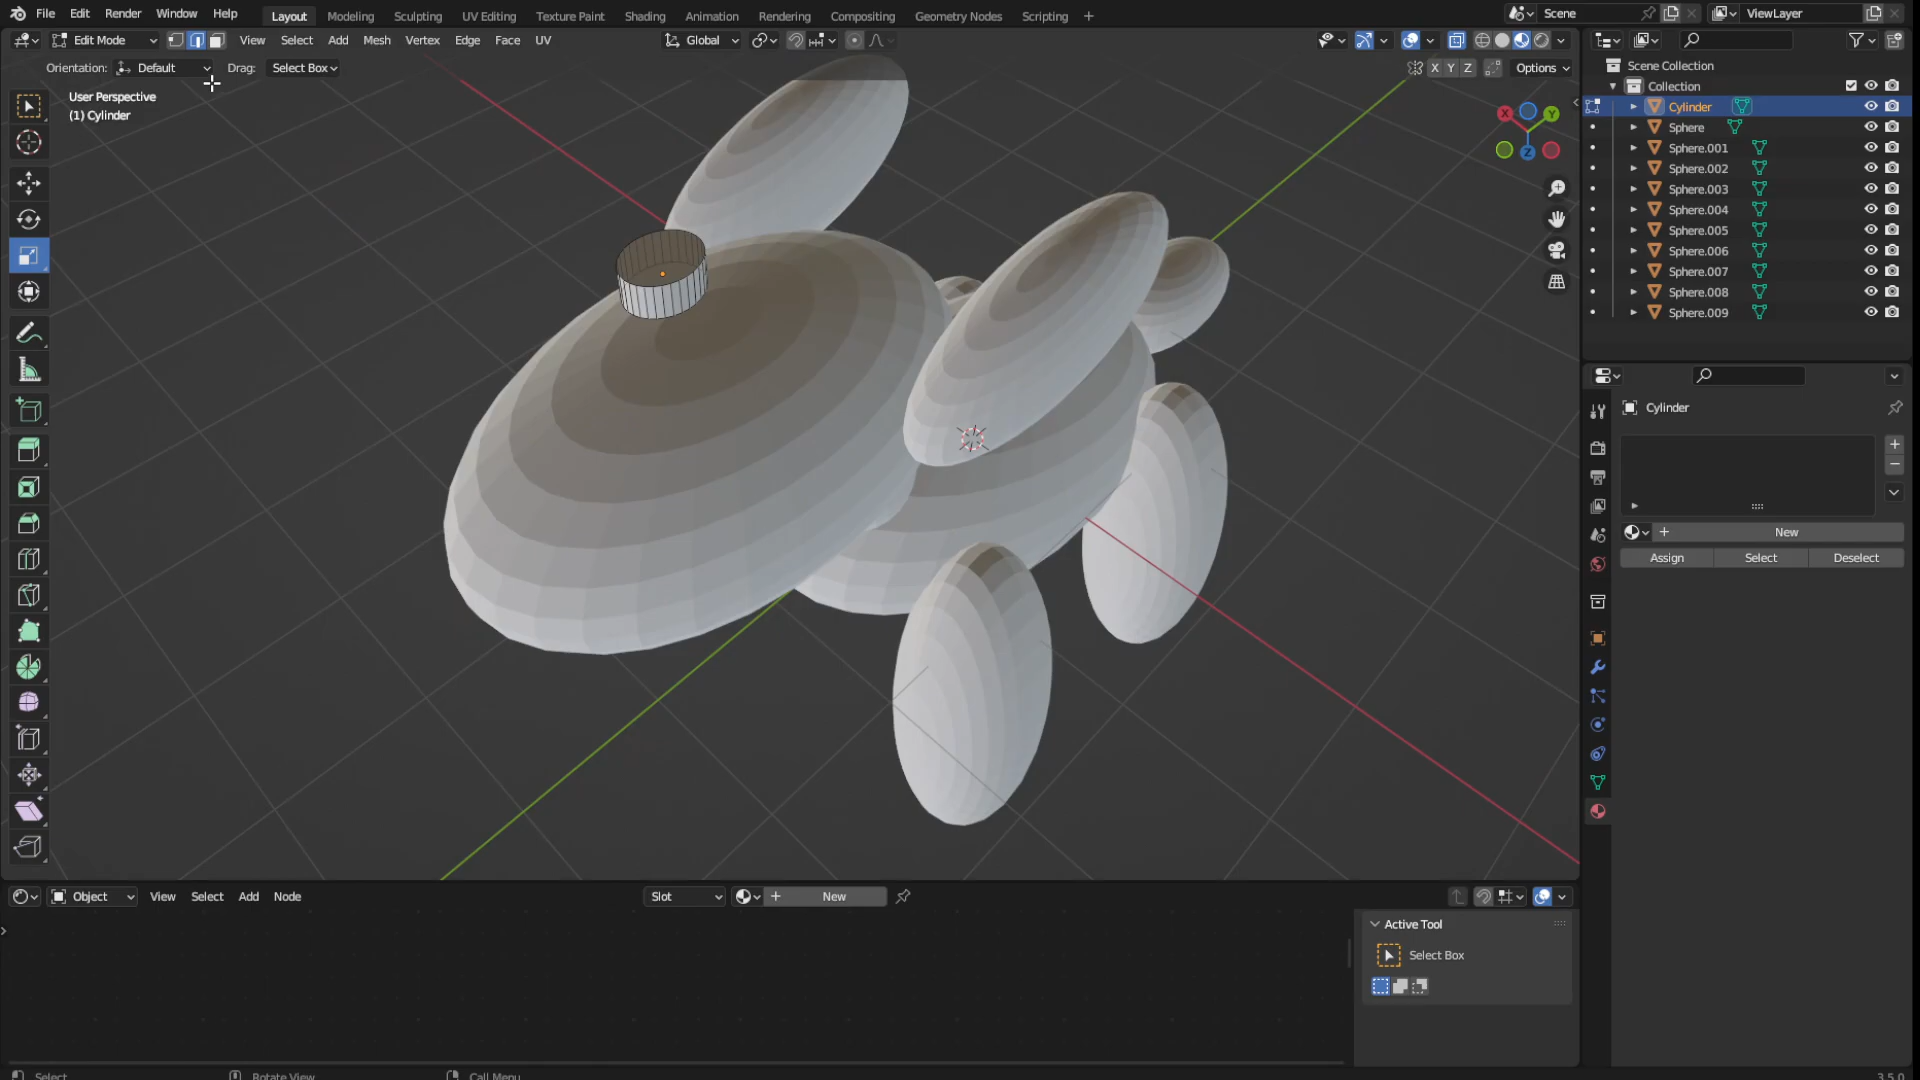 File Edit Render Window Help Layout Modeling Sculpting UV Editing Texture Paint Shading Animation Rendering Compositing Geometry Nodes Scripting + Scene ViewLayer
Edit Mode View Select Add Mesh Vertex Edge Face UV Global
Orientation: Default Drag: Select Box X Y Z Options
User Perspective
(1) Cylinder
X Y Z
Scene Collection
Collection
Cylinder
Sphere
Sphere.001
Sphere.002
Sphere.003
Sphere.004
Sphere.005
Sphere.006
Sphere.007
Sphere.008
Sphere.009
Cylinder
New
Assign Select Deselect
Object View Select Add Node Slot New
Active Tool
Select Box
Select Rotate View Call Menu 3.5.0